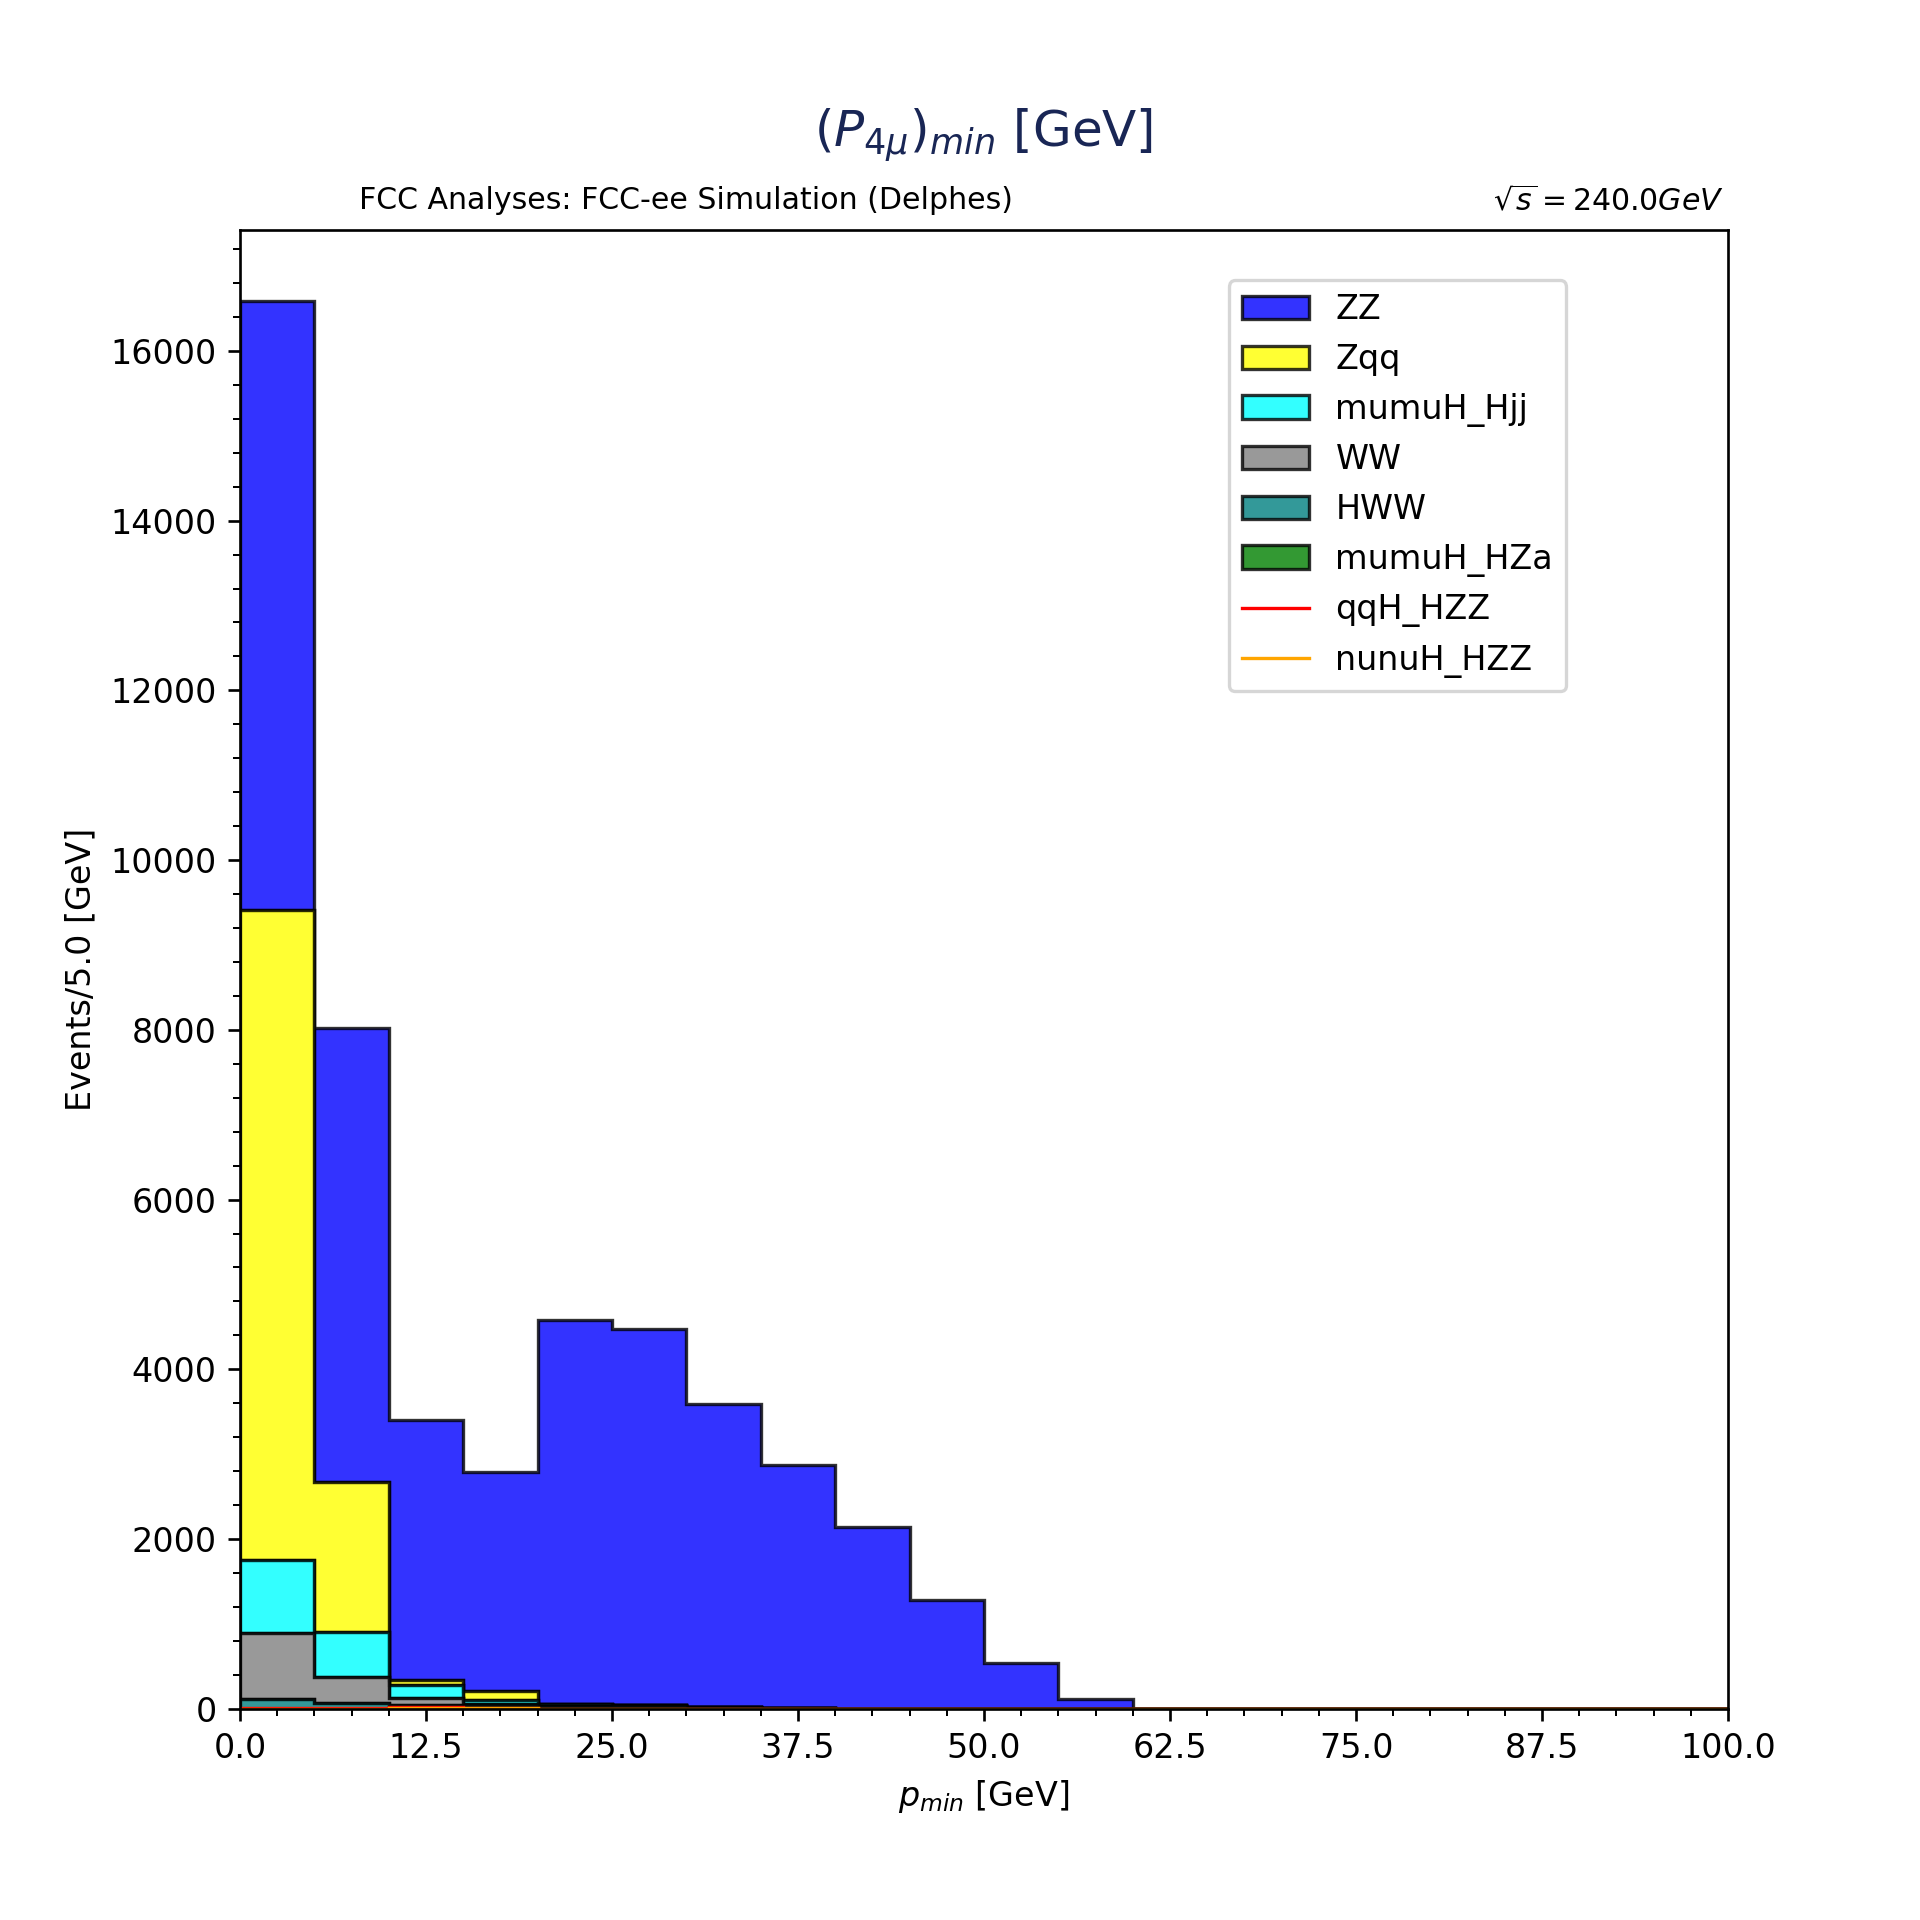 (P4μ)min [GeV]
FCC Analyses: FCC-ee Simulation (Delphes)
√s = 240.0GeV
ZZ
Zqq
mumuH_Hjj
WW
HWW
mumuH_HZa
qqH_HZZ
nunuH_HZZ
Events/5.0 [GeV]
16000
14000
12000
10000
8000
6000
4000
2000
0
0.0 12.5 25.0 37.5 50.0 62.5 75.0 87.5 100.0
pmin [GeV]